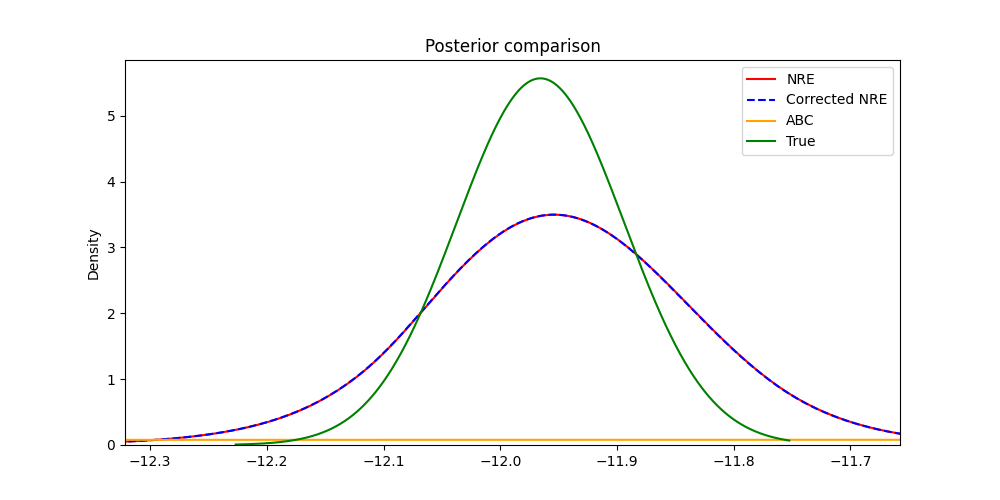 Posterior comparison
NRE
Corrected NRE
ABC
True
Density
5
4
3
2
1
0
−12.3 −12.2 −12.1 −12.0 −11.9 −11.8 −11.7